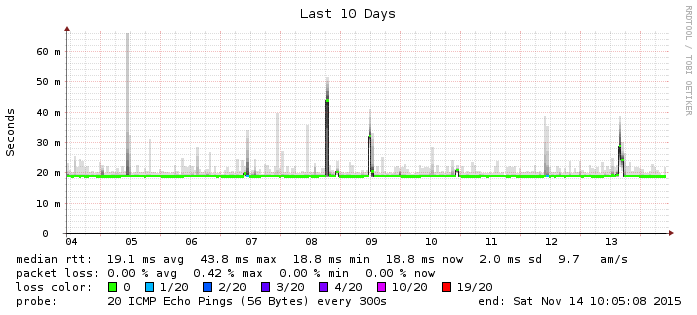 Last 10 Days
RRDTOOL / TOBI OETIKER
Seconds
60 m
50 m
40 m
30 m
20 m
10 m
0
04 05 06 07 08 09 10 11 12 13
median rtt: 19.1 ms avg 43.8 ms max 18.8 ms min 18.8 ms now 2.0 ms sd 9.7 am/s
packet loss: 0.00 % avg 0.42 % max 0.00 % min 0.00 % now
loss color: 0 1/20 2/20 3/20 4/20 10/20 19/20
probe: 20 ICMP Echo Pings (56 Bytes) every 300s end: Sat Nov 14 10:05:08 2015